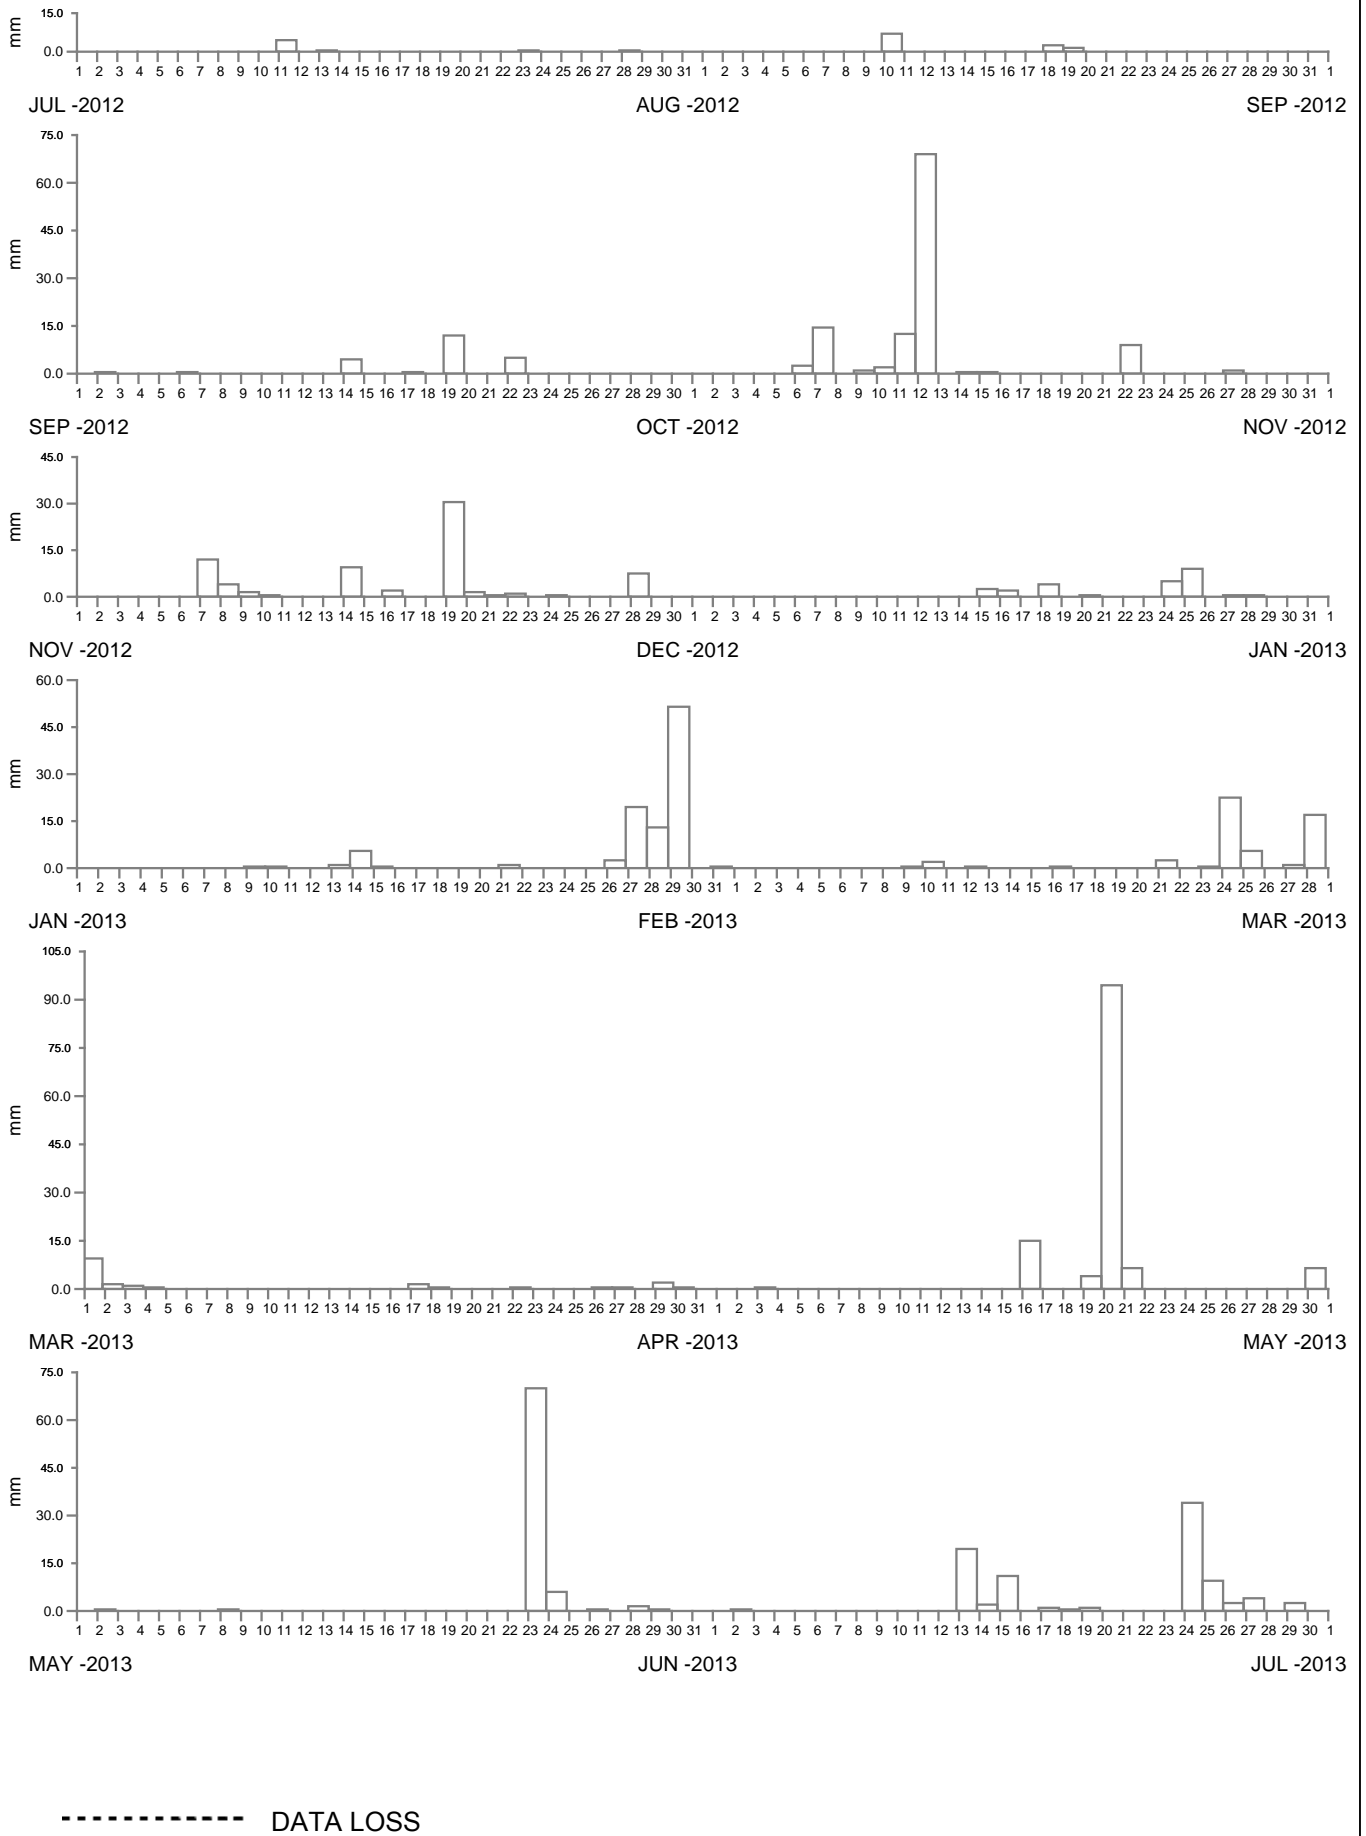 15.0
mm
0.0
1 2 3 4 5 6 7 8 9 10 11 12 13 14 15 16 17 18 19 20 21 22 23 24 25 26 27 28 29 30 31 1 2 3 4 5 6 7 8 9 10 11 12 13 14 15 16 17 18 19 20 21 22 23 24 25 26 27 28 29 30 31 1
JUL -2012 AUG -2012 SEP -2012
75.0
60.0
45.0
mm
30.0
15.0
0.0
1 2 3 4 5 6 7 8 9 10 11 12 13 14 15 16 17 18 19 20 21 22 23 24 25 26 27 28 29 30 1 2 3 4 5 6 7 8 9 10 11 12 13 14 15 16 17 18 19 20 21 22 23 24 25 26 27 28 29 30 31 1
SEP -2012 OCT -2012 NOV -2012
45.0
30.0
mm
15.0
0.0
1 2 3 4 5 6 7 8 9 10 11 12 13 14 15 16 17 18 19 20 21 22 23 24 25 26 27 28 29 30 1 2 3 4 5 6 7 8 9 10 11 12 13 14 15 16 17 18 19 20 21 22 23 24 25 26 27 28 29 30 31 1
NOV -2012 DEC -2012 JAN -2013
60.0
45.0
mm
30.0
15.0
0.0
1 2 3 4 5 6 7 8 9 10 11 12 13 14 15 16 17 18 19 20 21 22 23 24 25 26 27 28 29 30 31 1 2 3 4 5 6 7 8 9 10 11 12 13 14 15 16 17 18 19 20 21 22 23 24 25 26 27 28 1
JAN -2013 FEB -2013 MAR -2013
105.0
90.0
75.0
60.0
mm
45.0
30.0
15.0
0.0
1 2 3 4 5 6 7 8 9 10 11 12 13 14 15 16 17 18 19 20 21 22 23 24 25 26 27 28 29 30 31 1 2 3 4 5 6 7 8 9 10 11 12 13 14 15 16 17 18 19 20 21 22 23 24 25 26 27 28 29 30 1
MAR -2013 APR -2013 MAY -2013
75.0
60.0
45.0
mm
30.0
15.0
0.0
1 2 3 4 5 6 7 8 9 10 11 12 13 14 15 16 17 18 19 20 21 22 23 24 25 26 27 28 29 30 31 1 2 3 4 5 6 7 8 9 10 11 12 13 14 15 16 17 18 19 20 21 22 23 24 25 26 27 28 29 30 1
MAY -2013 JUN -2013 JUL -2013
DATA LOSS